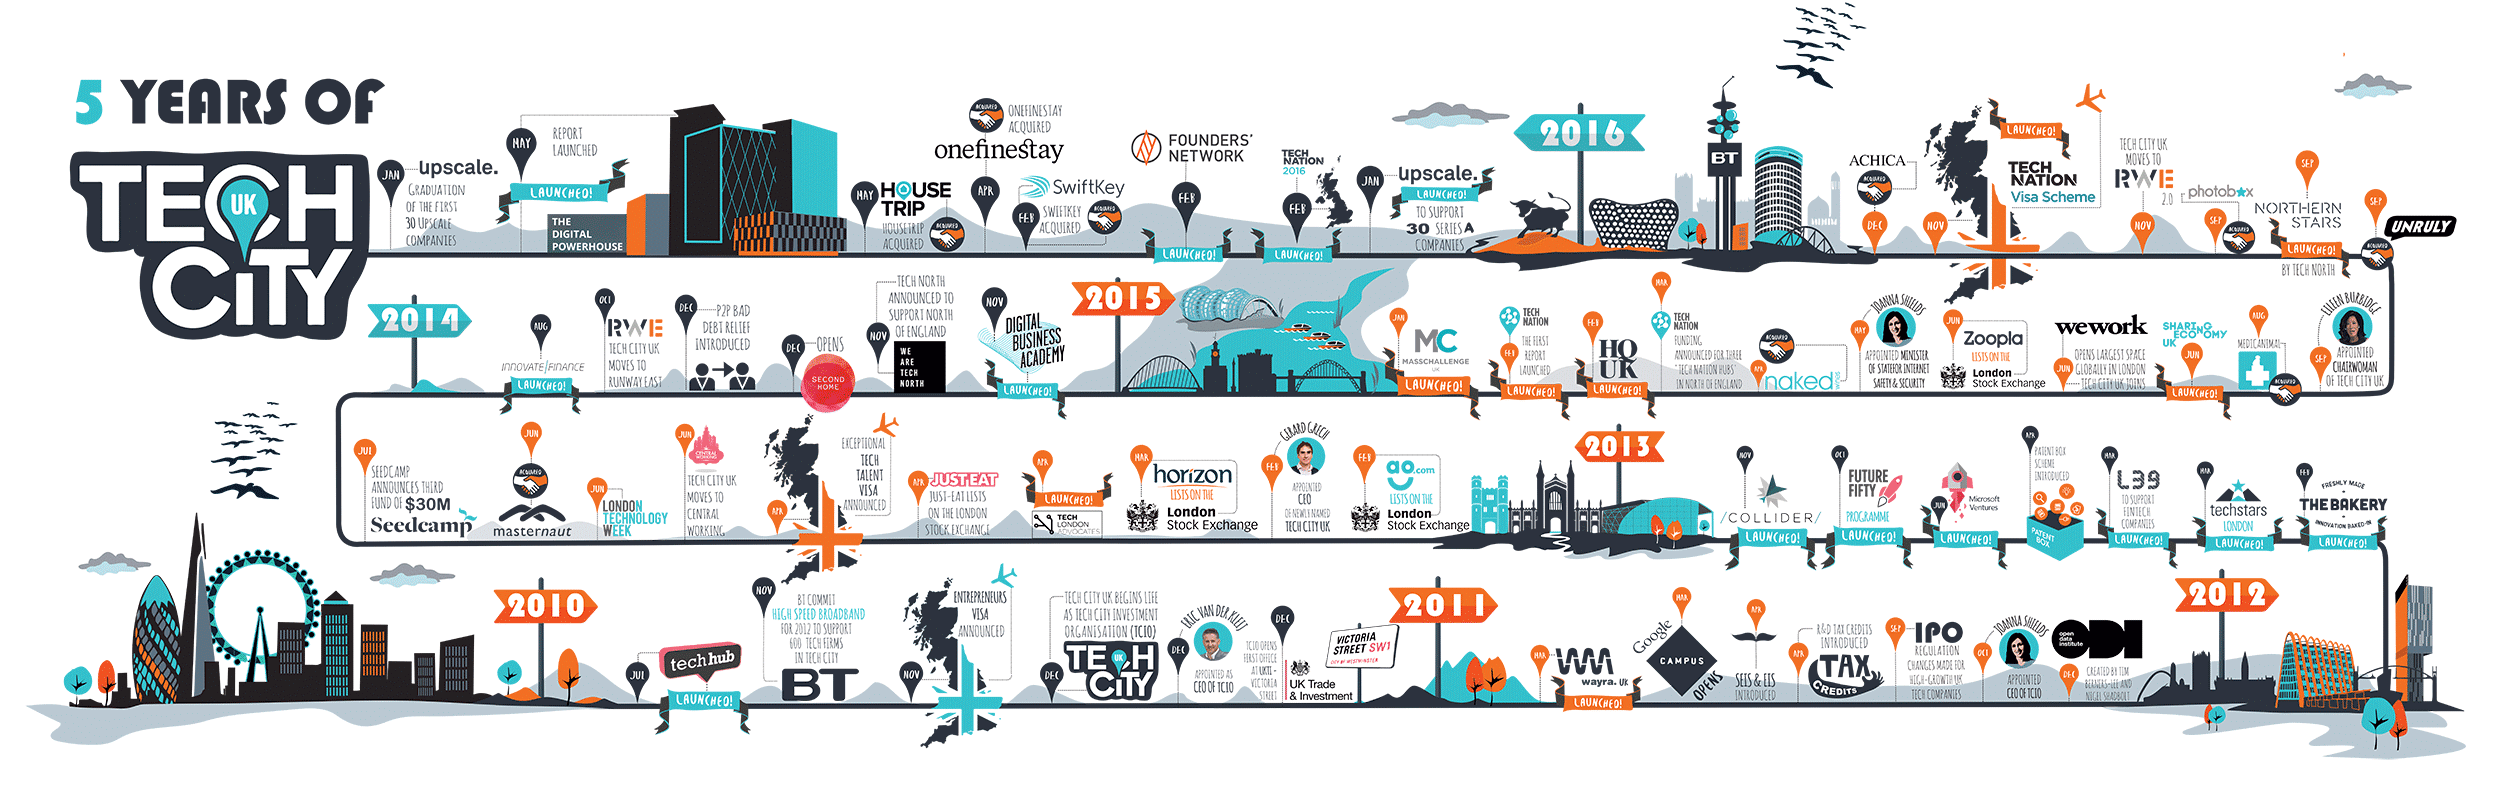 5 YEARS OF
TECH
UK
CiTY
JAN
upscale.
GRADUATION
OF THE FIRST
30 UPSCALE
COMPANIES
MAY
REPORT
LAUNCHED
LAUNCHED!
THE
DIGITAL
POWERHOUSE
MAY
HOUSE
TRIP
HOUSETRIP
ACQUIRED
ACQUIRED
ACQUIRED
ONEFINESTAY
ACQUIRED
onefinestay
APR
FEB
SwiftKey
SWIFTKEY
ACQUIRED
ACQUIRED
FOUNDERS'
NETWORK
FEB
LAUNCHED!
TECH
NATION
2016
FEB
LAUNCHED!
JAN
upscale.
LAUNCHED!
TO SUPPORT
30 SERIES A
COMPANIES
2016
BT
ACHICA
ACQUIRED
DEC
NOV
LAUNCHED!
TECH
NATION
Visa Scheme
TECH CITY UK
MOVES TO
RWE
2.0
NOV
photobox
SEP
ACQUIRED
SEP
NORTHERN
STARS
LAUNCHED!
BY TECH NORTH
SEP
UNRULY
ACQUIRED
2014
AUG
INNOVATE/FINANCE
LAUNCHED!
OCT
RWE
TECH CITY UK
MOVES TO
RUNWAY EAST
DEC
P2P BAD
DEBT RELIEF
INTRODUCED
DEC
OPENS
SECOND
HOME
TECH NORTH
ANNOUNCED TO
SUPPORT NORTH
OF ENGLAND
NOV
WE
ARE
TECH
NORTH
NOV
DIGITAL
BUSINESS
ACADEMY
LAUNCHED!
2015
JAN
MC
MASSCHALLENGE
UK
LAUNCHED!
TECH
NATION
FEB
THE FIRST
REPORT
LAUNCHED
LAUNCHED!
FEB
HQ
UK
LAUNCHED!
MAR
TECH
NATION
FUNDING
ANNOUNCED FOR THREE
'TECH NATION HUBS'
IN NORTH OF ENGLAND
ACQUIRED
APR
naked
MAY
JOANNA SHIELDS
APPOINTED MINISTER
OF STATEFOR INTERNET
SAFETY & SECURITY
JUN
Zoopla
LISTS ON THE
London
Stock Exchange
wework
JUN
OPENS LARGEST SPACE
GLOBALLY IN LONDON
TECH CITY UK JOINS
SHARING
ECONOMY
UK
JUN
LAUNCHED!
AUG
MEDICANIMAL
ACQUIRED
EILEEN BURBIDGE
SEP
APPOINTED
CHAIRWOMAN
OF TECH CITY UK
JUL
SEEDCAMP
ANNOUNCES THIRD
FUND OF $30M
Seedcamp
JUN
ACQUIRED
masternaut
JUN
LONDON
TECHNOLOGY
WEEK
JUN
CENTRAL
WORKING
TECH CITY UK
MOVES TO
CENTRAL
WORKING
APR
EXCEPTIONAL
TECH
TALENT
VISA
ANNOUNCED
APR
JUST EAT
JUST-EAT LISTS
ON THE LONDON
STOCK EXCHANGE
APR
LAUNCHED!
TECH
LONDON
ADVOCATES
MAR
horizon
LISTS ON THE
London
Stock Exchange
FEB
GERARD GRECH
APPOINTED
CEO
OF NEWLY NAMED
TECH CITY UK
FEB
ao.com
LISTS ON THE
London
Stock Exchange
2013
NOV
/COLLIDER/
LAUNCHED!
OCT
FUTURE
FIFTY
PROGRAMME
LAUNCHED!
JUN
Microsoft
Ventures
LAUNCHED!
APR
PATENT BOX
SCHEME
INTRODUCED
PATENT
BOX
MAR
L39
TO SUPPORT
FINTECH
COMPANIES
LAUNCHED!
MAR
techstars
LONDON
LAUNCHED!
FEB
FRESHLY MADE
THE BAKERY
INNOVATION BAKED-IN
LAUNCHED!
2010
JUL
techhub
LAUNCHED!
NOV
BT COMMIT
HIGH SPEED BROADBAND
FOR 2012 TO SUPPORT
600 TECH FIRMS
IN TECH CITY
BT
NOV
ENTREPRENEURS
VISA
ANNOUNCED
TECH CITY UK BEGINS LIFE
AS TECH CITY INVESTMENT
ORGANISATION (TCIO)
DEC
TECH
UK
CiTY
DEC
ERIC VAN DER KLEIJ
APPOINTED AS
CEO OF TCIO
DEC
TCIO OPENS
FIRST OFFICE
AT UKTI -
VICTORIA
STREET
UK Trade
& Investment
VICTORIA
STREET SW1
CITY OF WESTMINSTER
2011
MAR
wayra. UK
LAUNCHED!
MAR
Google
CAMPUS
OPENS
APR
SEIS & EIS
INTRODUCED
R&D TAX CREDITS
INTRODUCED
APR
TAX
CREDITS
SEP
IPO
REGULATION
CHANGES MADE FOR
HIGH-GROWTH UK
TECH COMPANIES
OCT
JOANNA SHIELDS
APPOINTED
CEO OF TCIO
open
data
institute
ODI
DEC
CREATED BY TIM
BERNERS-LEE AND
NIGEL SHADBOLT
2012